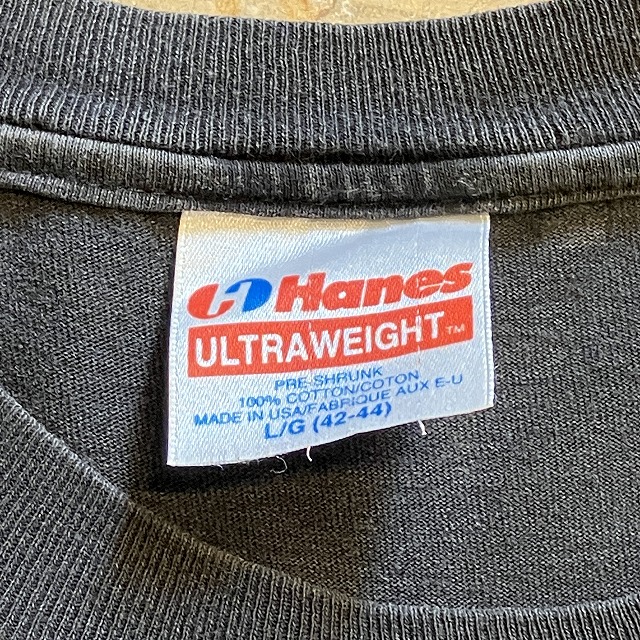 Hanes
ULTRAWEIGHT™
PRE SHRUNK
100% COTTON/COTON
MADE IN USA/FABRIQUE AUX E-U
L/G (42-44)